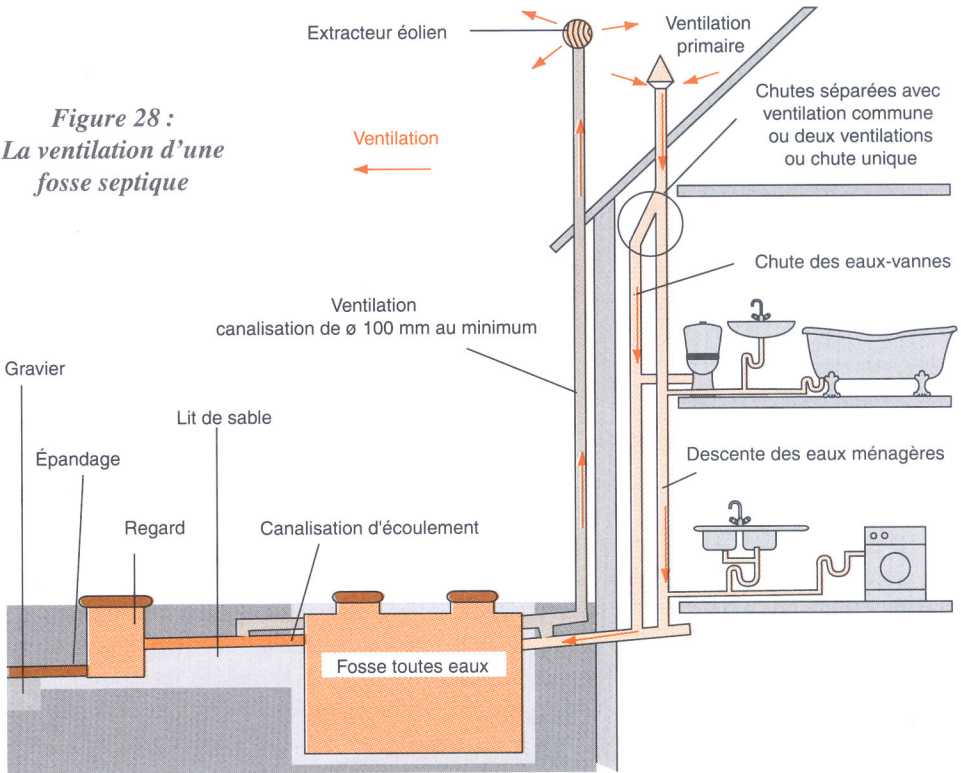 Extracteur éolien
Ventilation
primaire
Figure 28 :
La ventilation d'une
fosse septique
Ventilation
Chutes séparées avec
ventilation commune
ou deux ventilations
ou chute unique
Chute des eaux-vannes
Ventilation
canalisation de ø 100 mm au minimum
Gravier
Lit de sable
Épandage
Descente des eaux ménagères
Regard
Canalisation d'écoulement
Fosse toutes eaux